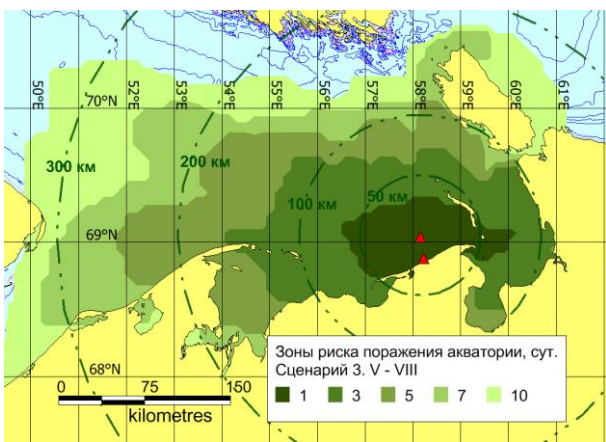 50°E 52°E 53°E 54°E 55°E 56°E 57°E 58°E 59°E 60°E 61°E
70°N
300 км
200 км
100 км
50 км
69°N
68°N
0 75 150
kilometres
Зоны риска поражения акватории, сут.
Сценарий 3. V - VIII
1 3 5 7 10